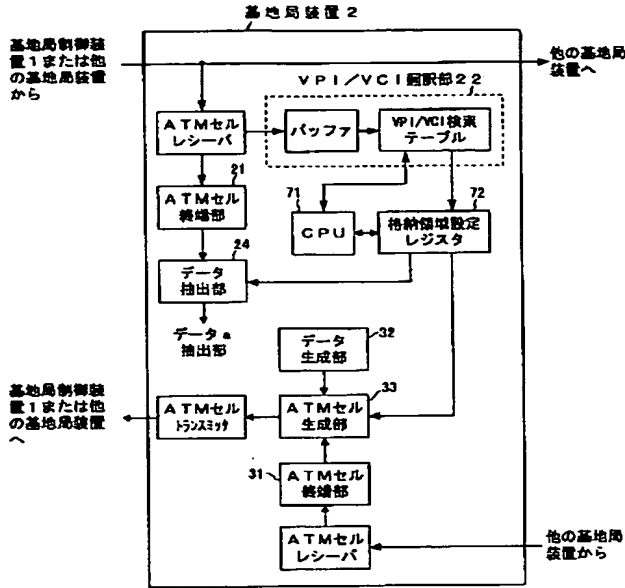 基地局装置2
基地局制御装
置1または他
の基地局装置
から
他の基地局
装置へ
VPI/VCI翻訳部22
ATMセル
レシーバ
バッファ
VPI/VCI検索
テーブル
21
ATMセル
終端部
71
CPU
72
格納領域設定
レジスタ
24
データ
抽出部
データa
抽出部
32
データ
生成部
基地局制御装
置1または他
の基地局装置
へ
ATMセル
トランスミッタ
33
ATMセル
生成部
31
ATMセル
終端部
ATMセル
レシーバ
他の基地局
装置から